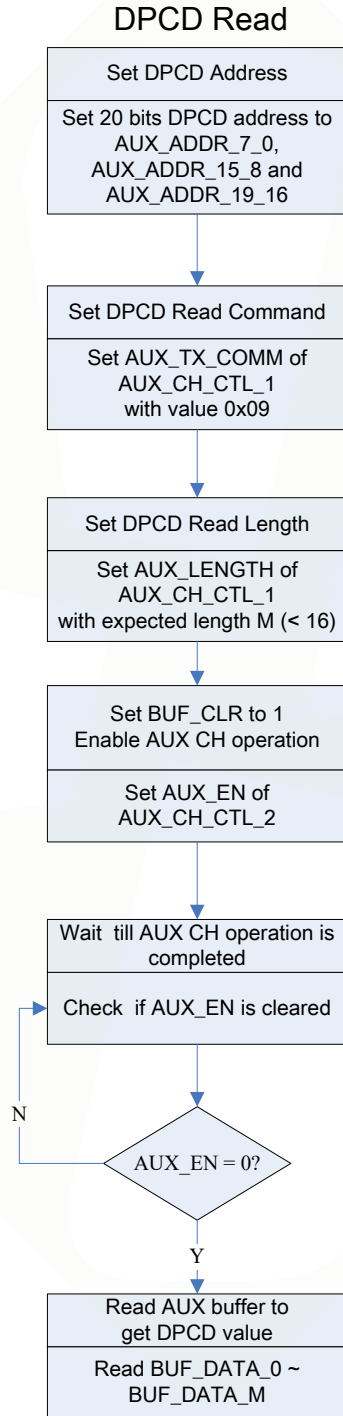 DPCD Read
Set DPCD Address
Set 20 bits DPCD address to
AUX_ADDR_7_0,
AUX_ADDR_15_8 and
AUX_ADDR_19_16
Set DPCD Read Command
Set AUX_TX_COMM of
AUX_CH_CTL_1
with value 0x09
Set DPCD Read Length
Set AUX_LENGTH of
AUX_CH_CTL_1
with expected length M (< 16)
Set BUF_CLR to 1
Enable AUX CH operation
Set AUX_EN of
AUX_CH_CTL_2
Wait till AUX CH operation is
completed
Check if AUX_EN is cleared
N
AUX_EN = 0?
Y
Read AUX buffer to
get DPCD value
Read BUF_DATA_0 ~
BUF_DATA_M